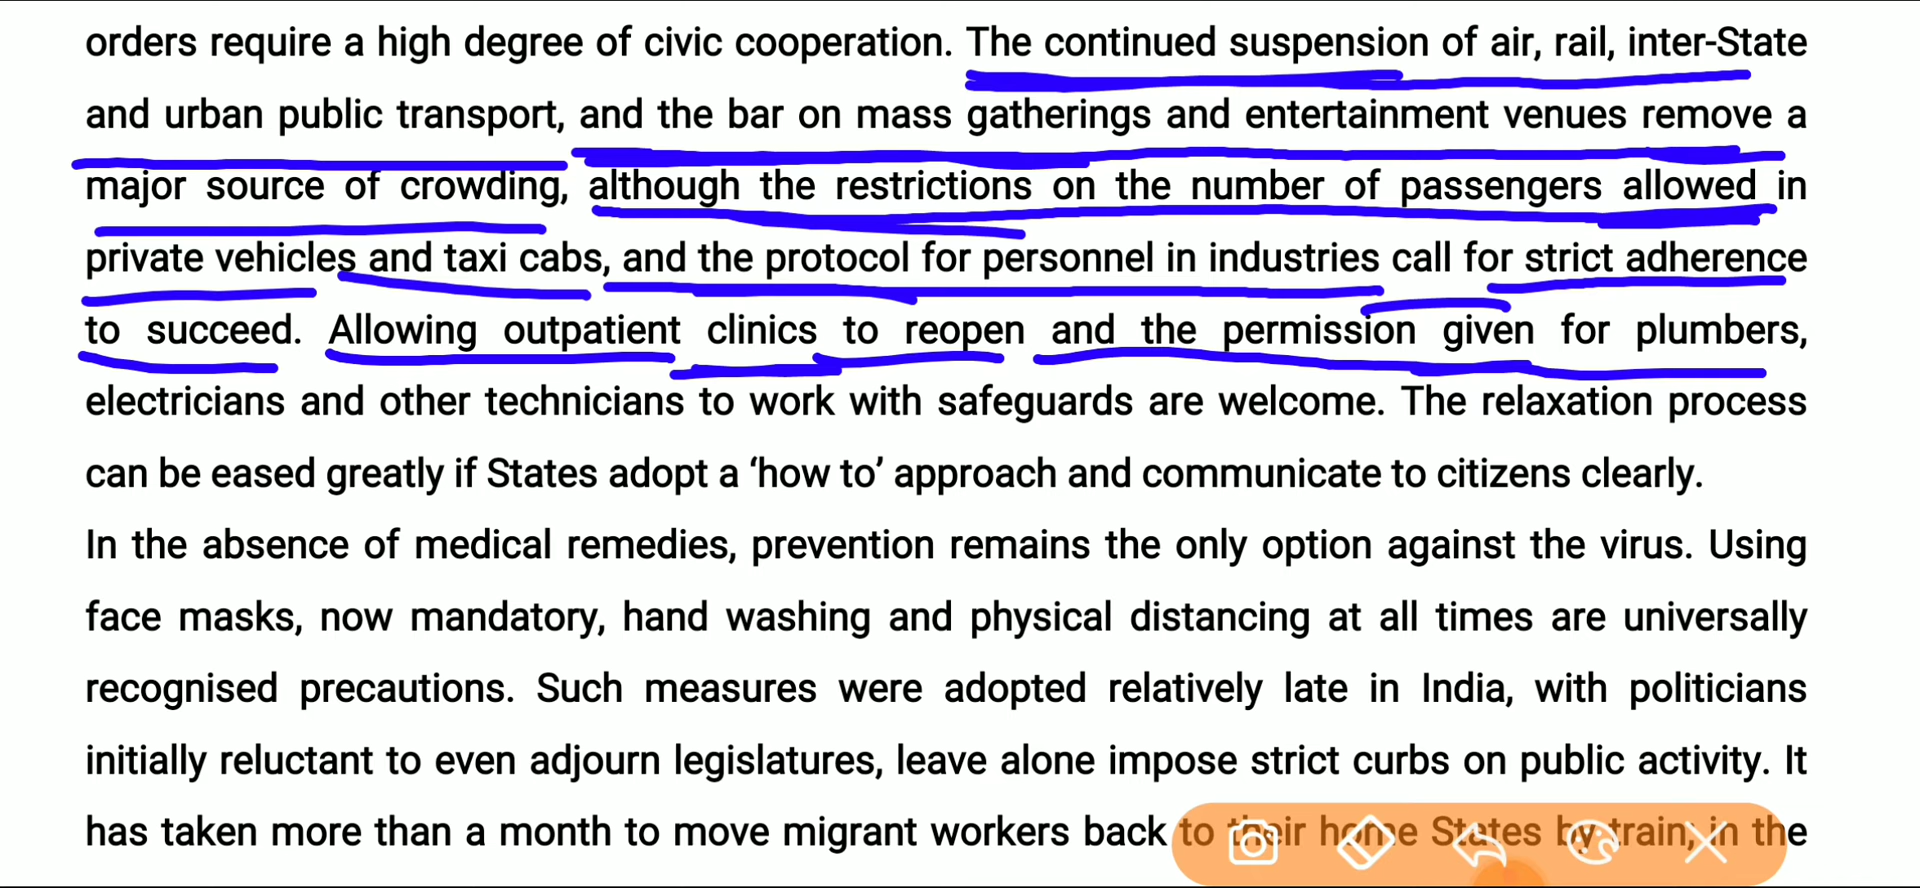 orders require a high degree of civic cooperation. The continued suspension of air, rail, inter-State
and urban public transport, and the bar on mass gatherings and entertainment venues remove a
major source of crowding, although the restrictions on the number of passengers allowed in
private vehicles and taxi cabs, and the protocol for personnel in industries call for strict adherence
to succeed. Allowing outpatient clinics to reopen and the permission given for plumbers,
electricians and other technicians to work with safeguards are welcome. The relaxation process
can be eased greatly if States adopt a ‘how to’ approach and communicate to citizens clearly.
In the absence of medical remedies, prevention remains the only option against the virus. Using
face masks, now mandatory, hand washing and physical distancing at all times are universally
recognised precautions. Such measures were adopted relatively late in India, with politicians
initially reluctant to even adjourn legislatures, leave alone impose strict curbs on public activity. It
has taken more than a month to move migrant workers back to their home States by train, in the